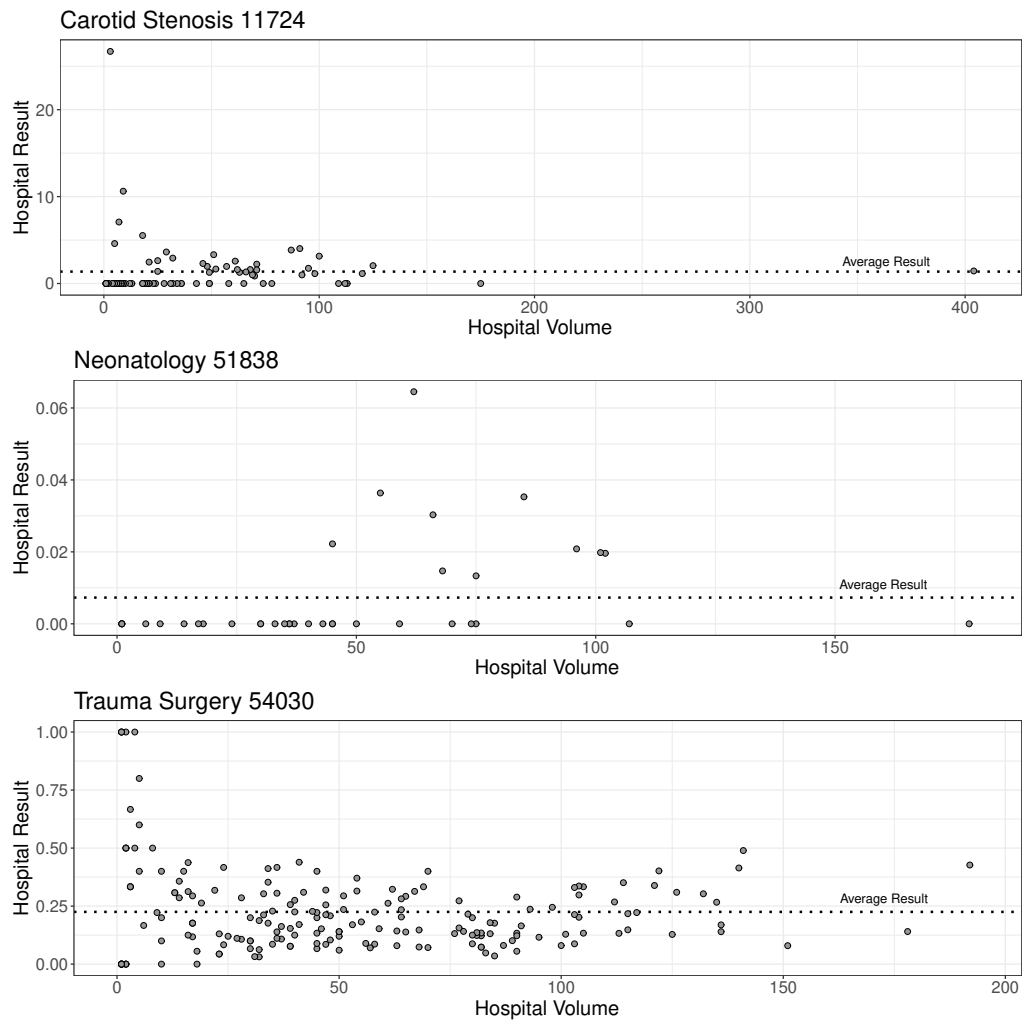 Carotid Stenosis 11724
20
10
0
Hospital Result
Average Result
0 100 200 300 400
Hospital Volume
Neonatology 51838
0.06
0.04
0.02
0.00
Hospital Result
Average Result
0 50 100 150
Hospital Volume
Trauma Surgery 54030
1.00
0.75
0.50
0.25
0.00
Hospital Result
Average Result
0 50 100 150 200
Hospital Volume